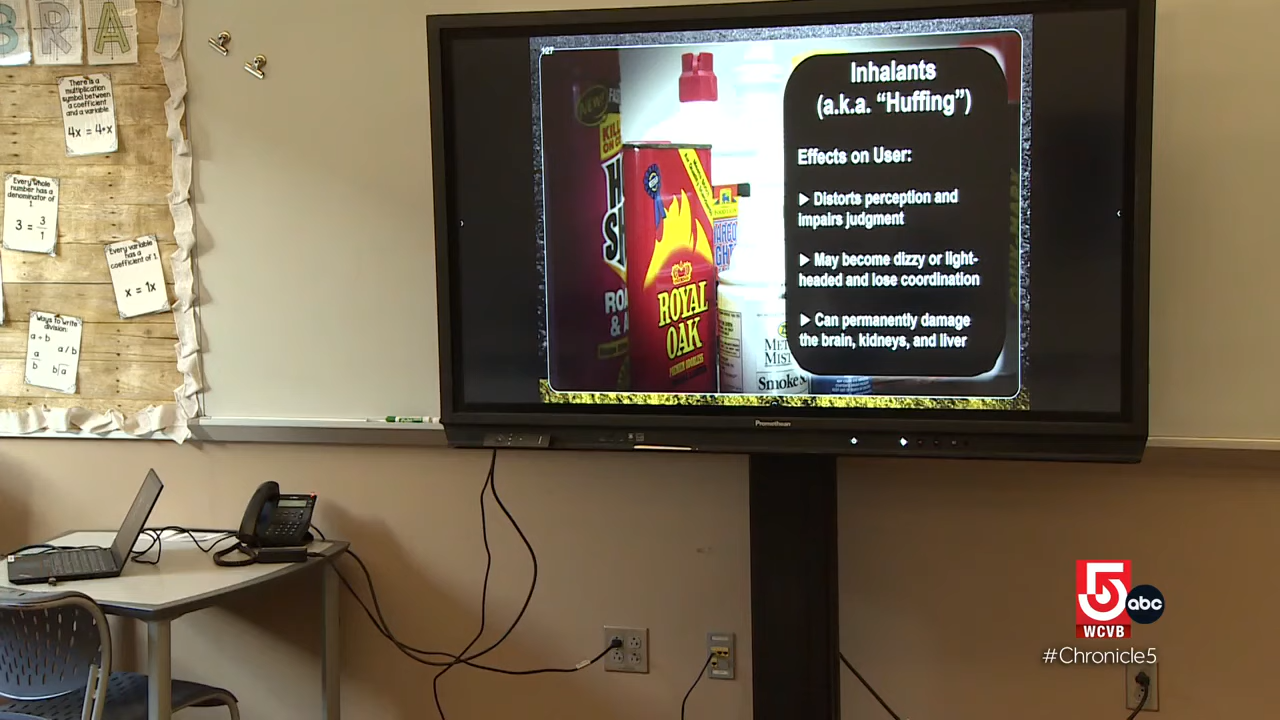 BRA
There is a
multiplication
symbol between
a coefficient
and a variable.
4x = 4•x
Every whole
number has a
denominator of
1.
3 = 3/1
Every variable
has a
coefficient of 1.
x = 1x
Ways to write
division:
a ÷ b
a / b
a
b
b⟌a
Inhalants
(a.k.a. “Huffing”)
Effects on User:
▶ Distorts perception and
impairs judgment
▶ May become dizzy or light-
headed and lose coordination
▶ Can permanently damage
the brain, kidneys, and liver
NEW!
ROYAL
OAK
Smoke
Promethean
5
abc
WCVB
#Chronicle5